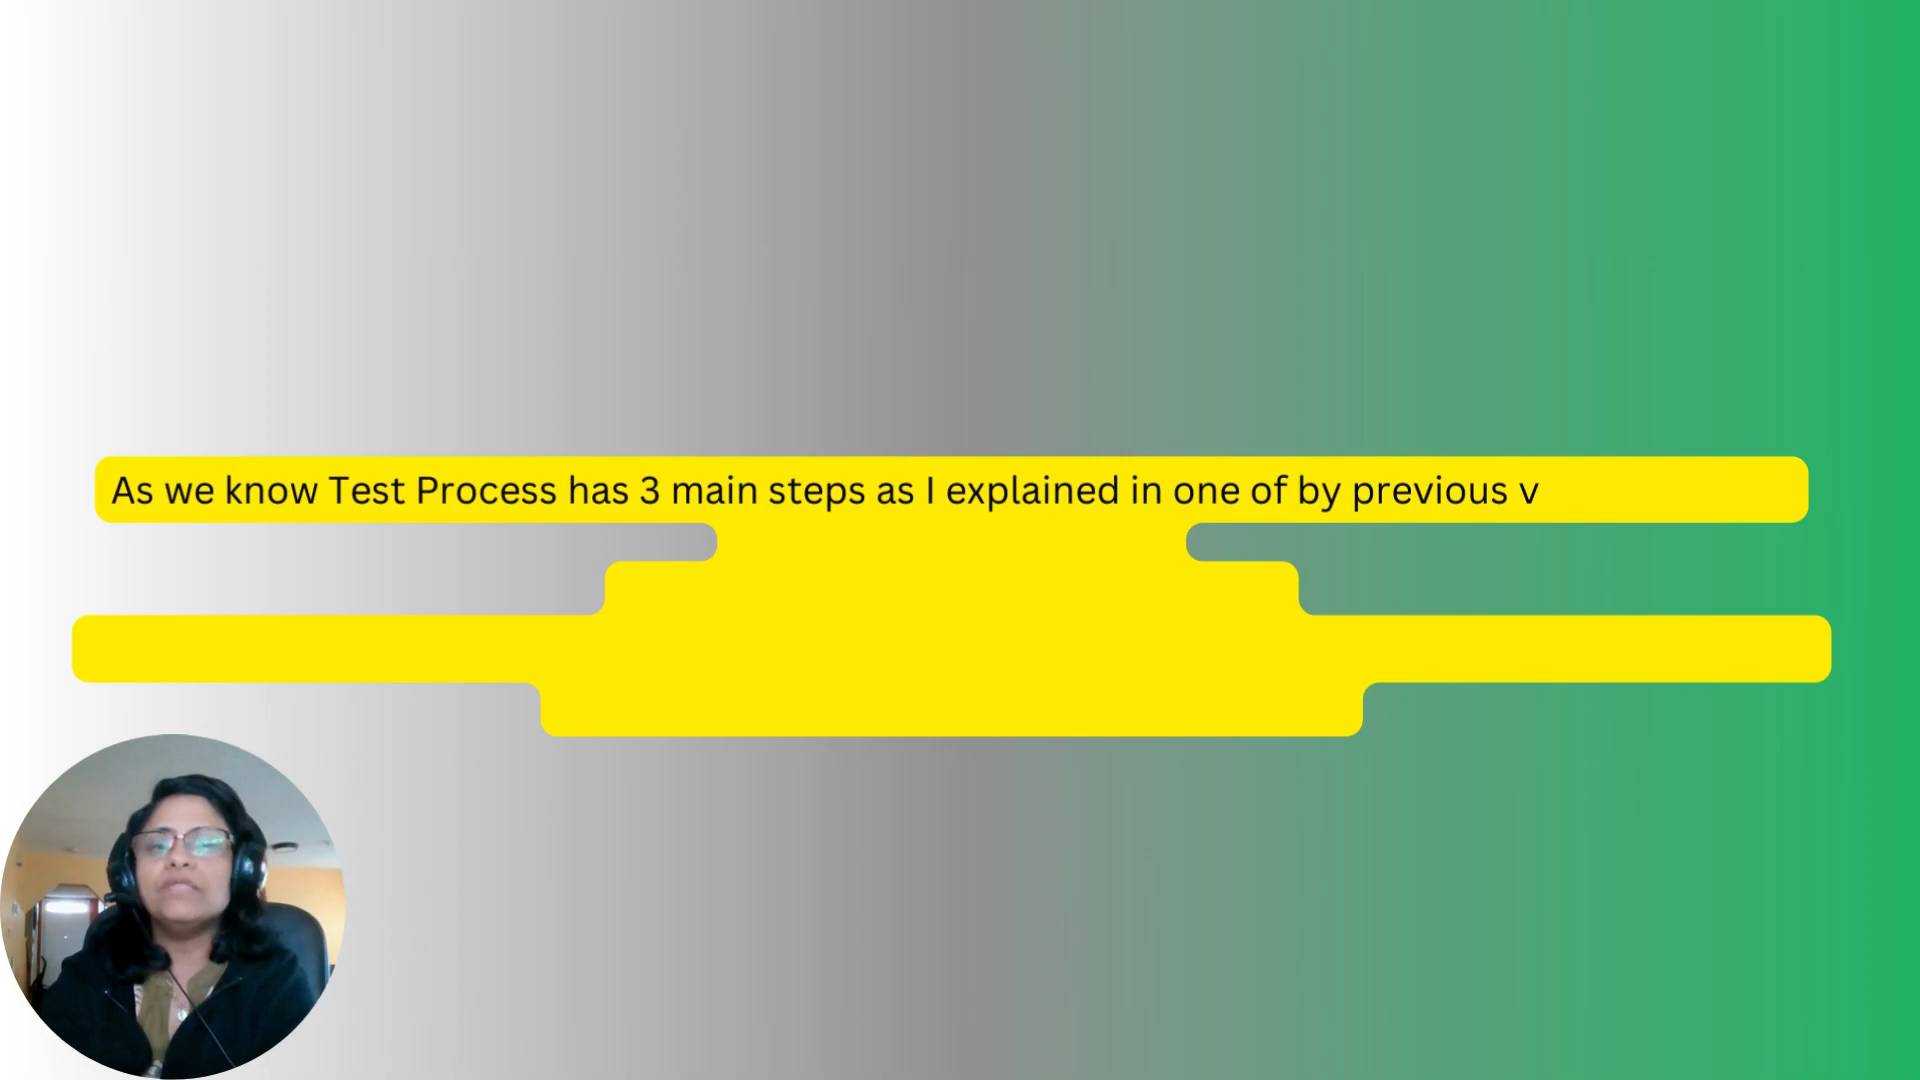 As we know Test Process has 3 main steps as I explained in one of by previous v